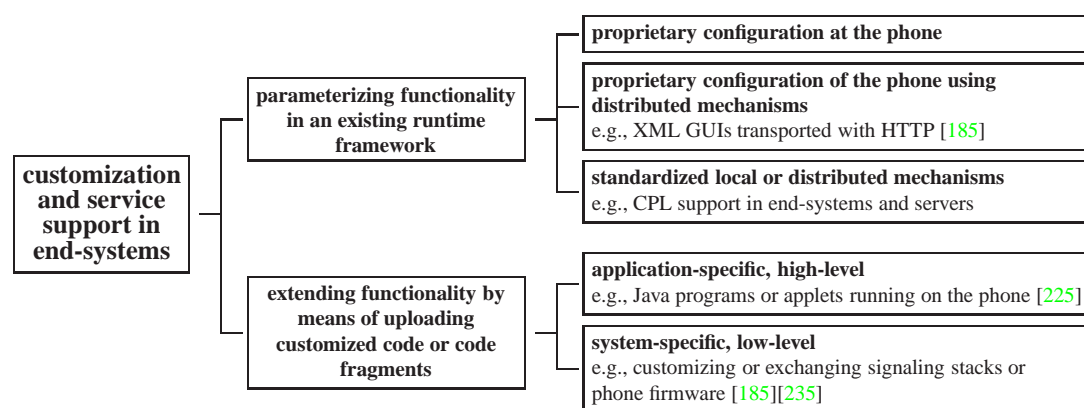 customization
and service
support in
end-systems
parameterizing functionality
in an existing runtime
framework
proprietary configuration at the phone
proprietary configuration of the phone using
distributed mechanisms
e.g., XML GUIs transported with HTTP [185]
standardized local or distributed mechanisms
e.g., CPL support in end-systems and servers
extending functionality by
means of uploading
customized code or code
fragments
application-specific, high-level
e.g., Java programs or applets running on the phone [225]
system-specific, low-level
e.g., customizing or exchanging signaling stacks or
phone firmware [185][235]